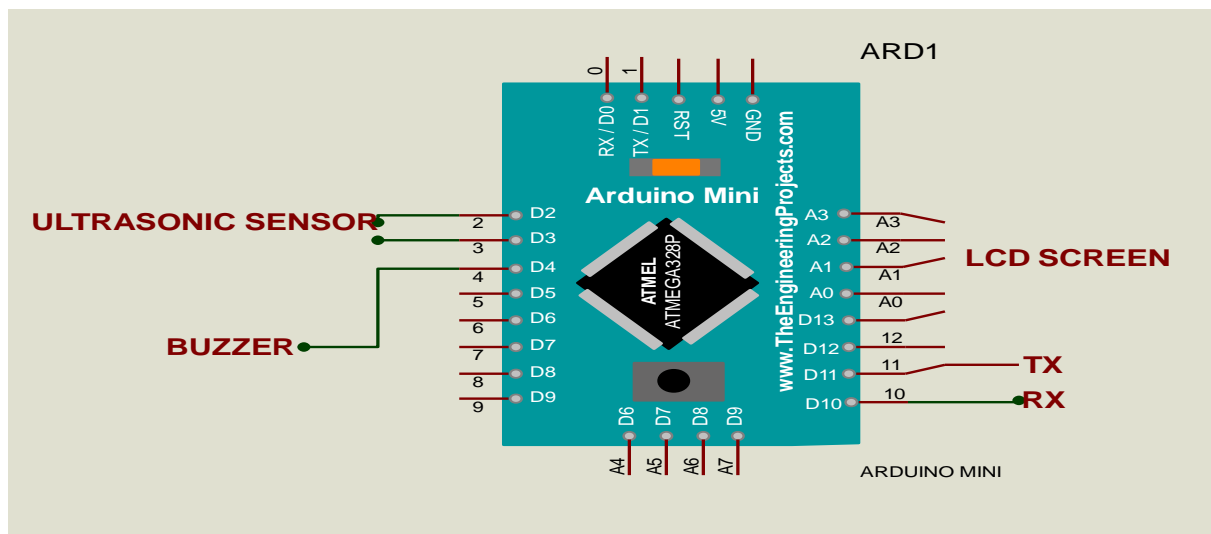 ARD1
0
1
RX / D0
TX / D1
RST
5V
GND
Arduino Mini
www.TheEngineeringProjects.com
ATMEL
ATMEGA328P
ULTRASONIC SENSOR
2
D2
3
D3
4
D4
5
D5
6
D6
BUZZER
7
D7
8
D8
9
D9
A3
A3
A2
A2
LCD SCREEN
A1
A1
A0
A0
D13
D12
12
D11
11
TX
D10
10
RX
D6
D7
D8
D9
A4
A5
A6
A7
ARDUINO MINI